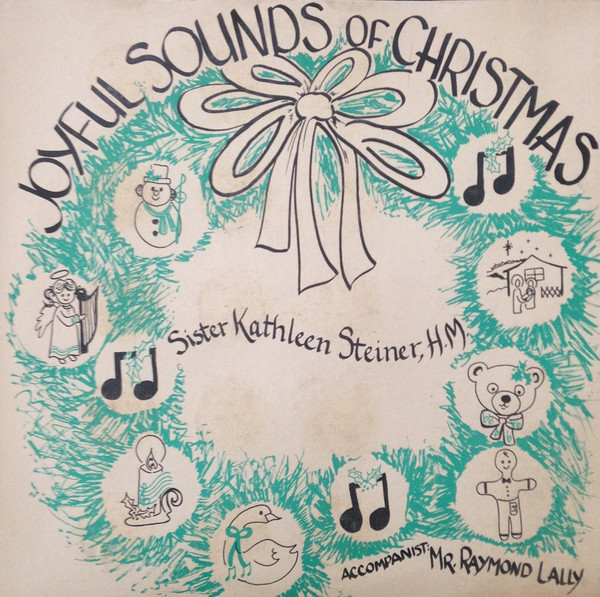 JOYFUL SOUNDS OF CHRISTMAS
Sister Kathleen Steiner, H.M.
ACCOMPANIST: MR. RAYMOND LALLY